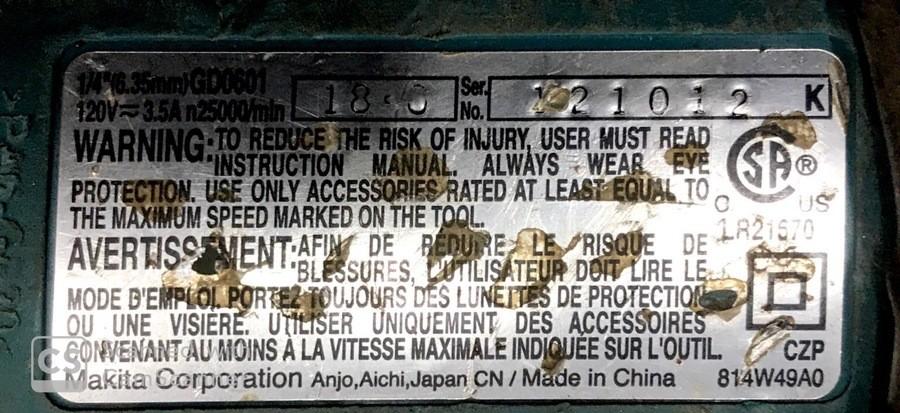 1/4"(6.35mm) GD0601
120V 3.5A n25000/min
Ser. No. 121012 K
WARNING: TO REDUCE THE RISK OF INJURY, USER MUST READ
INSTRUCTION MANUAL. ALWAYS WEAR EYE
PROTECTION. USE ONLY ACCESSORIES RATED AT LEAST EQUAL TO
THE MAXIMUM SPEED MARKED ON THE TOOL.
CSA ®
C US
LR21670
AVERTISSEMENT: AFIN DE RÉDUIRE LE RISQUE DE
BLESSURES, L'UTILISATEUR DOIT LIRE LE
MODE D'EMPLOI. PORTEZ TOUJOURS DES LUNETTES DE PROTECTION
OU UNE VISIERE. UTILISER UNIQUEMENT DES ACCESSOIRES
CONVENANT AU MOINS À LA VITESSE MAXIMALE INDIQUÉE SUR L'OUTIL.
CZP
Makita Corporation Anjo,Aichi,Japan CN / Made in China 814W49A0
CS